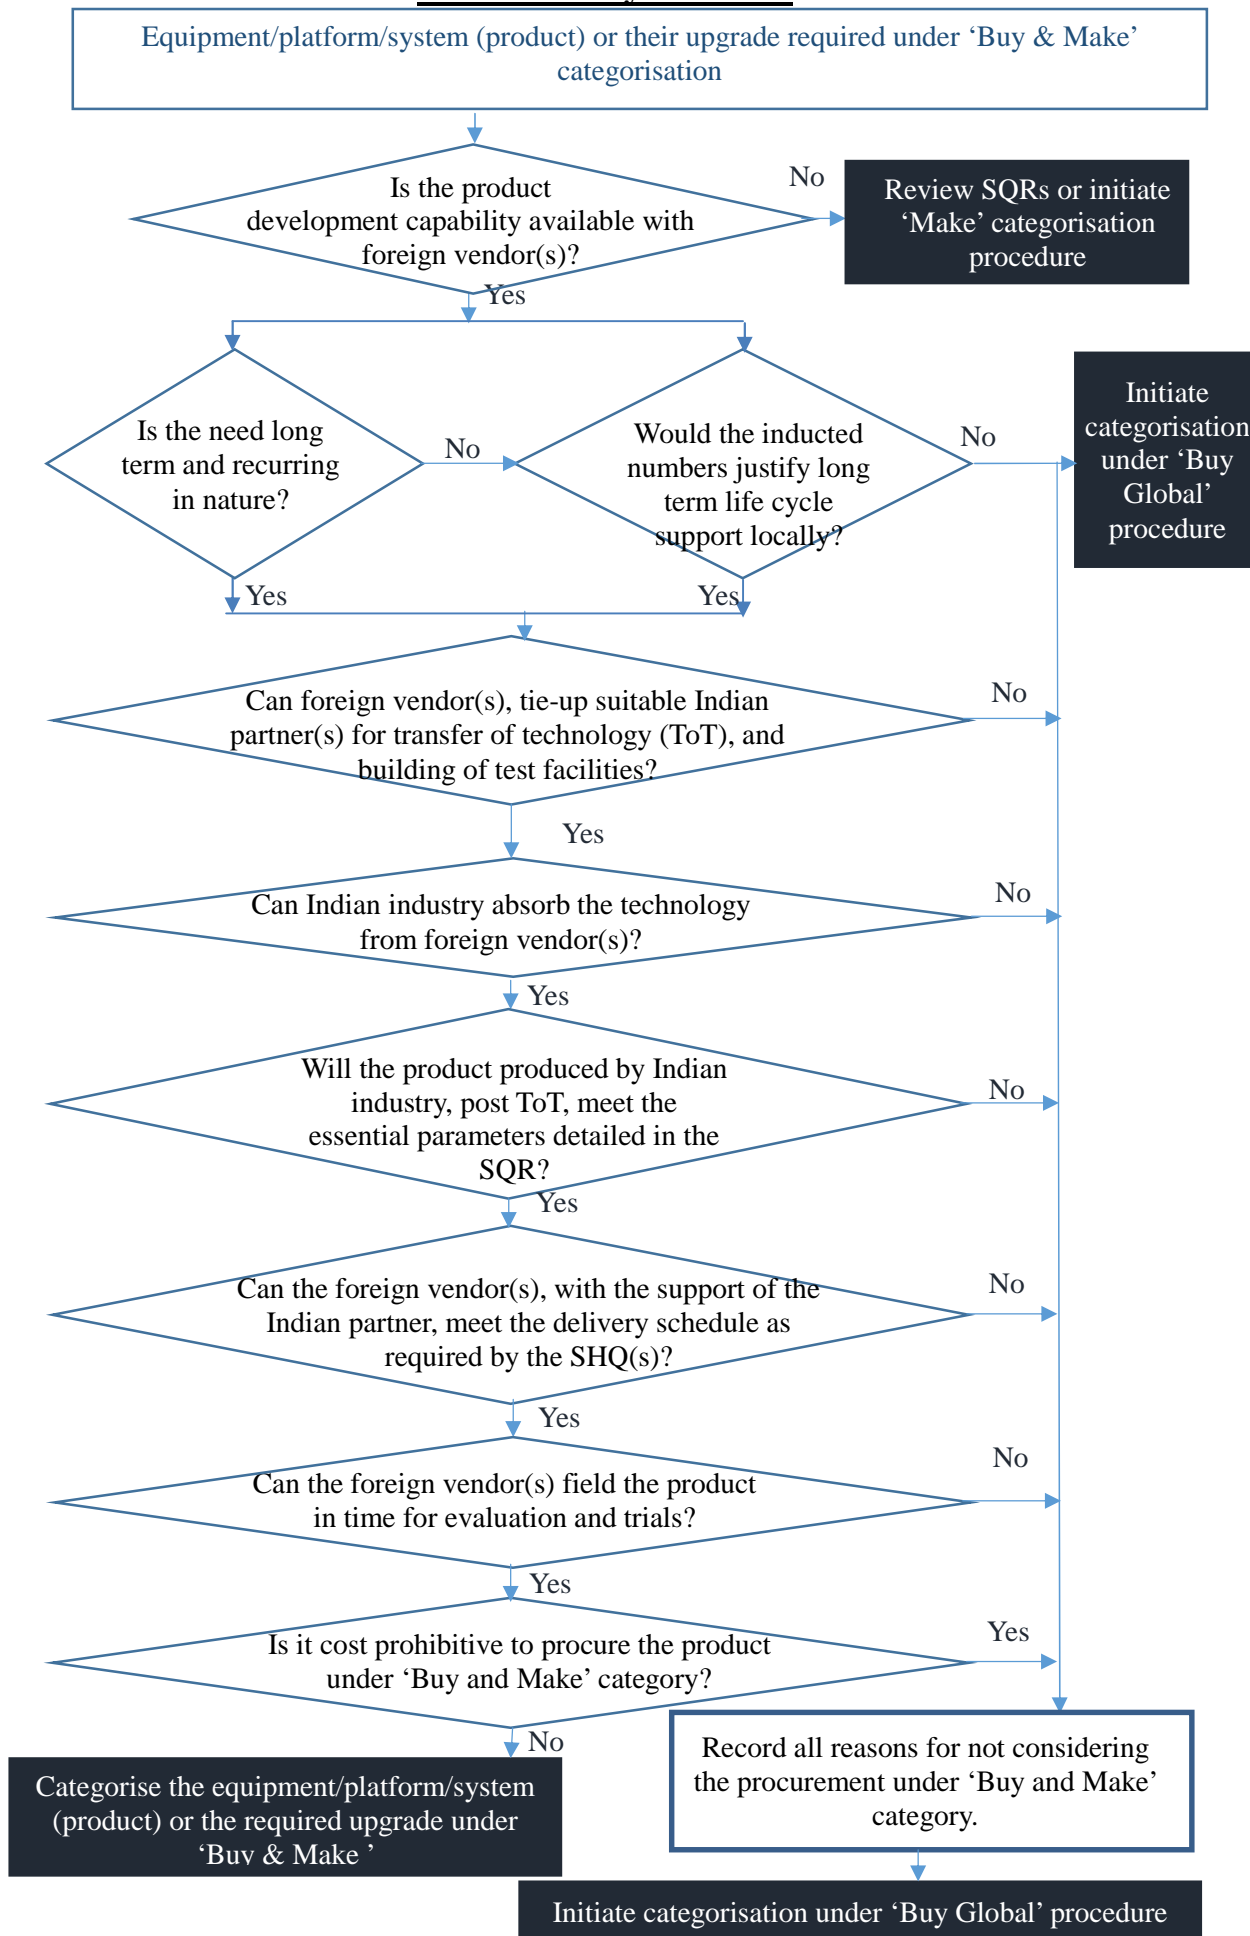 Equipment/platform/system (product) or their upgrade required under ‘Buy & Make’
categorisation
Is the product
development capability available with
foreign vendor(s)?
No
Review SQRs or initiate
‘Make’ categorisation
procedure
Yes
Is the need long
term and recurring
in nature?
No
Would the inducted
numbers justify long
term life cycle
support locally?
No
Initiate
categorisation
under ‘Buy
Global’
procedure
Yes
Yes
Can foreign vendor(s), tie-up suitable Indian
partner(s) for transfer of technology (ToT), and
building of test facilities?
No
Yes
Can Indian industry absorb the technology
from foreign vendor(s)?
No
Yes
Will the product produced by Indian
industry, post ToT, meet the
essential parameters detailed in the
SQR?
No
Yes
Can the foreign vendor(s), with the support of the
Indian partner, meet the delivery schedule as
required by the SHQ(s)?
No
Yes
Can the foreign vendor(s) field the product
in time for evaluation and trials?
No
Yes
Is it cost prohibitive to procure the product
under ‘Buy and Make’ category?
Yes
No
Categorise the equipment/platform/system
(product) or the required upgrade under
‘Buy & Make ’
Record all reasons for not considering
the procurement under ‘Buy and Make’
category.
Initiate categorisation under ‘Buy Global’ procedure